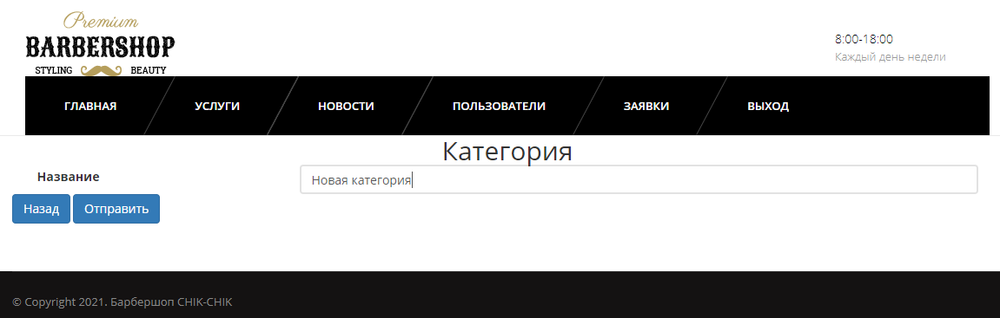 Premium
BARBERSHOP
STYLING BEAUTY
8:00-18:00
Каждый день недели
ГЛАВНАЯ УСЛУГИ НОВОСТИ ПОЛЬЗОВАТЕЛИ ЗАЯВКИ ВЫХОД
Категория
Название Новая категория
Назад Отправить
© Copyright 2021. Барбершоп CHIK-CHIK